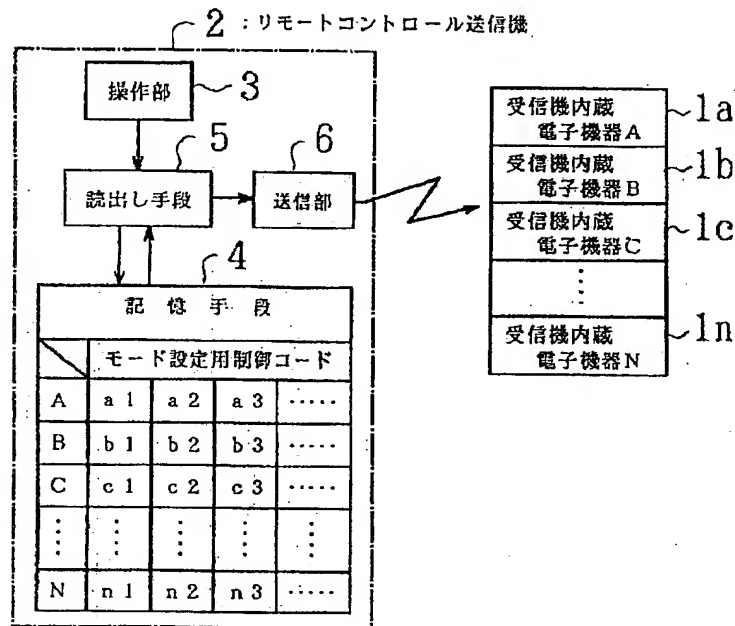 2 : リモートコントロール送信機
操作部
3
5
読出し手段
6
送信部
4
記憶手段
モード設定用制御コード
A a1 a2 a3 ‥‥‥
B b1 b2 b3 ‥‥‥
C c1 c2 c3 ‥‥‥
⋮ ⋮ ⋮ ⋮ ⋮
N n1 n2 n3 ‥‥‥
受信機内蔵
電子機器A
1a
受信機内蔵
電子機器B
1b
受信機内蔵
電子機器C
1c
⋮
受信機内蔵
電子機器N
1n